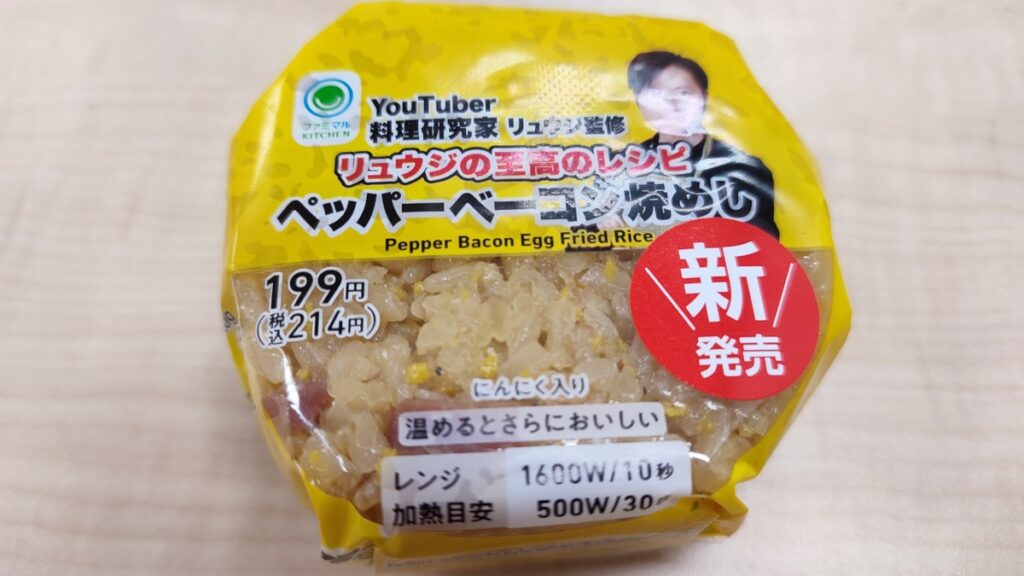 ファミマル
KITCHEN
YouTuber
料理研究家 リュウジ監修
リュウジの至高のレシピ
ペッパーベーコン焼めし
Pepper Bacon Egg Fried Rice
199円
(税込214円)
新
発売
にんにく入り
温めるとさらにおいしい
レンジ 1600W/10秒
加熱目安 500W/30